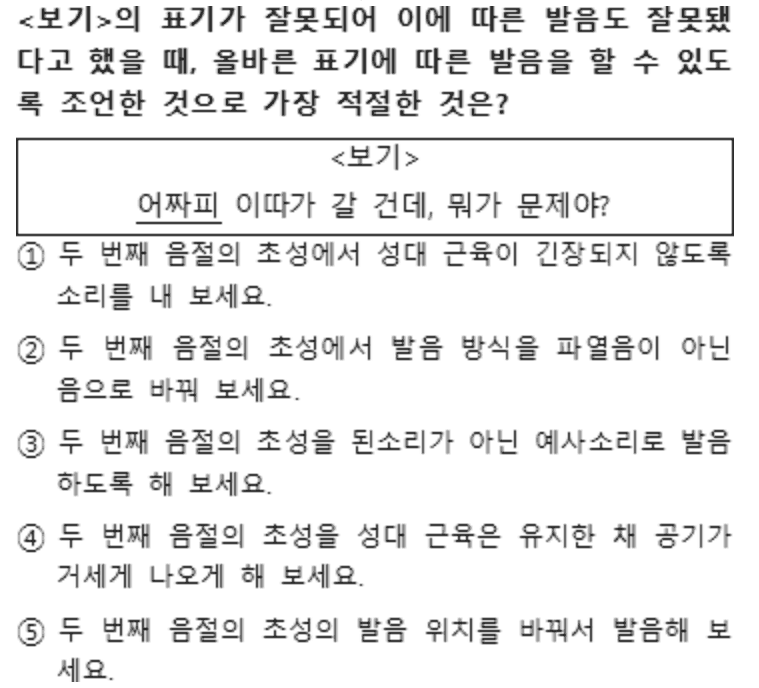 <보기>의 표기가 잘못되어 이에 따른 발음도 잘못됐
다고 했을 때, 올바른 표기에 따른 발음을 할 수 있도
록 조언한 것으로 가장 적절한 것은?
<보기>
어짜피 이따가 갈 건데, 뭐가 문제야?
① 두 번째 음절의 초성에서 성대 근육이 긴장되지 않도록
소리를 내 보세요.
② 두 번째 음절의 초성에서 발음 방식을 파열음이 아닌
음으로 바꿔 보세요.
③ 두 번째 음절의 초성을 된소리가 아닌 예사소리로 발음
하도록 해 보세요.
④ 두 번째 음절의 초성을 성대 근육은 유지한 채 공기가
거세게 나오게 해 보세요.
⑤ 두 번째 음절의 초성의 발음 위치를 바꿔서 발음해 보
세요.